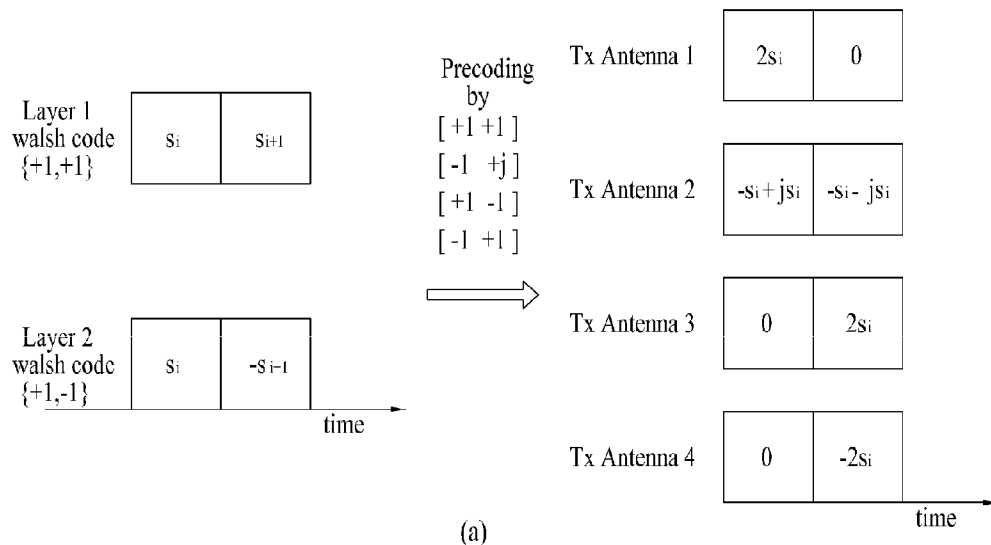 Layer 1
walsh code
{+1,+1}
si
si+1
Layer 2
walsh code
{+1,-1}
si
-si-1
time
Precoding
by
[ +1 +1 ]
[ -1 +j ]
[ +1 -1 ]
[ -1 +1 ]
Tx Antenna 1
2si
0
Tx Antenna 2
-si+ jsi
-si- jsi
Tx Antenna 3
0
2si
Tx Antenna 4
0
-2si
time
(a)